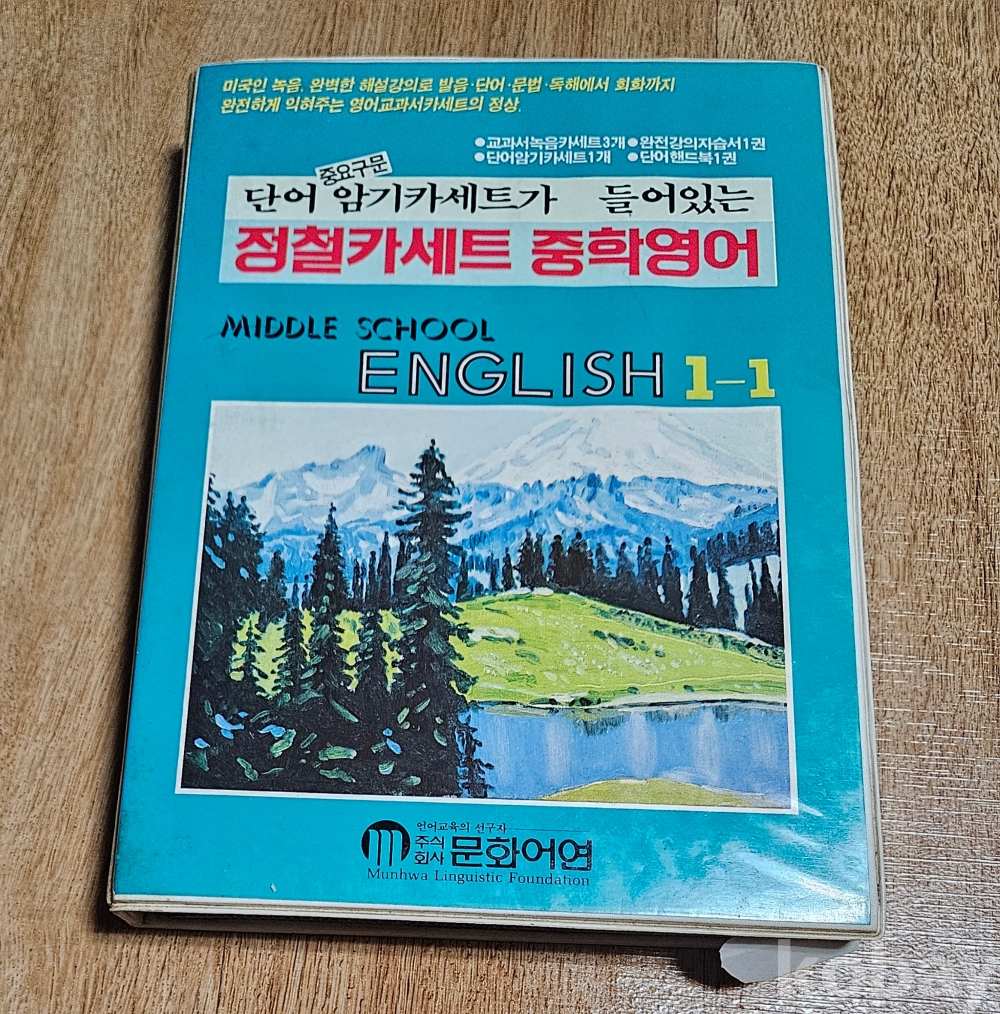 미국인 녹음, 완벽한 해설강의로 발음·단어·문법·독해에서 회화까지
완전하게 익혀주는 영어교과서카세트의 정상.
●교과서녹음카세트3개 ●완전강의자습서1권
●단어암기카세트1개 ●단어핸드북1권
중요구문
단어 암기카세트가 들어있는
정철카세트 중학영어
MIDDLE SCHOOL
ENGLISH 1-1
언어교육의 선구자
주식회사 문화어연
Munhwa Linguistic Foundation
kobay